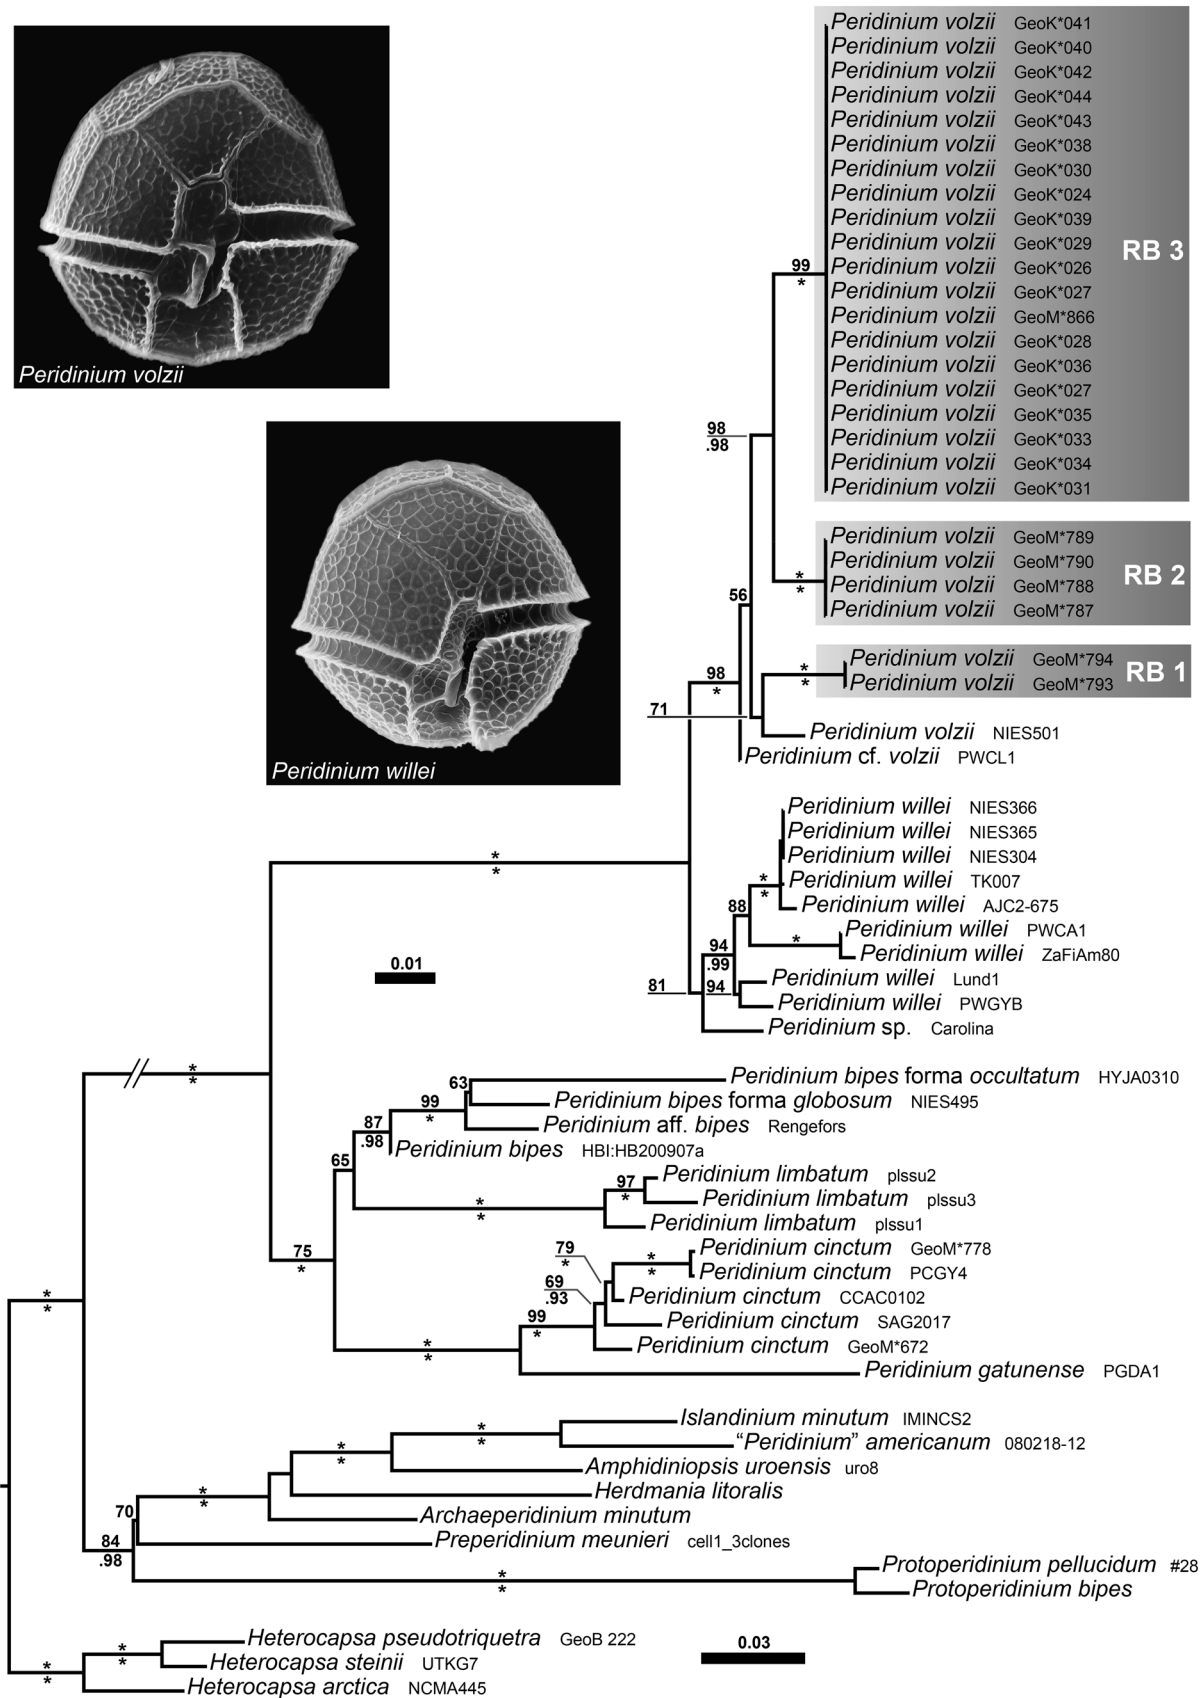 Peridinium volzii GeoK*041
Peridinium volzii GeoK*040
Peridinium volzii GeoK*042
Peridinium volzii GeoK*044
Peridinium volzii GeoK*043
Peridinium volzii GeoK*038
Peridinium volzii GeoK*030
Peridinium volzii GeoK*024
Peridinium volzii GeoK*039
Peridinium volzii GeoK*029
Peridinium volzii GeoK*026
Peridinium volzii GeoK*027
Peridinium volzii GeoM*866
Peridinium volzii GeoK*028
Peridinium volzii GeoK*036
Peridinium volzii GeoK*027
Peridinium volzii GeoK*035
Peridinium volzii GeoK*033
Peridinium volzii GeoK*034
Peridinium volzii GeoK*031
RB 3
99
*
Peridinium volzii
98
.98
Peridinium volzii GeoM*789
Peridinium volzii GeoM*790
Peridinium volzii GeoM*788
Peridinium volzii GeoM*787
RB 2
*
*
56
Peridinium volzii GeoM*794
Peridinium volzii GeoM*793
RB 1
*
*
98
*
71
Peridinium volzii NIES501
Peridinium cf. volzii PWCL1
Peridinium willei
Peridinium willei NIES366
Peridinium willei NIES365
Peridinium willei NIES304
Peridinium willei TK007
Peridinium willei AJC2-675
Peridinium willei PWCA1
Peridinium willei ZaFiAm80
Peridinium willei Lund1
Peridinium willei PWGYB
Peridinium sp. Carolina
*
*
*
*
88
*
94
.99
81
94
0.01
*
*
Peridinium bipes forma occultatum HYJA0310
Peridinium bipes forma globosum NIES495
Peridinium aff. bipes Rengefors
Peridinium bipes HBI:HB200907a
63
99
*
87
.98
65
Peridinium limbatum plssu2
Peridinium limbatum plssu3
Peridinium limbatum plssu1
97
*
*
*
75
*
Peridinium cinctum GeoM*778
Peridinium cinctum PCGY4
Peridinium cinctum CCAC0102
Peridinium cinctum SAG2017
Peridinium cinctum GeoM*672
Peridinium gatunense PGDA1
79
*
*
*
69
.93
99
*
*
*
*
*
Islandinium minutum IMINCS2
“Peridinium” americanum 080218-12
Amphidiniopsis uroensis uro8
Herdmania litoralis
Archaeperidinium minutum
Preperidinium meunieri cell1_3clones
*
*
*
*
*
*
70
84
.98
Protoperidinium pellucidum #28
Protoperidinium bipes
*
*
Heterocapsa pseudotriquetra GeoB 222
Heterocapsa steinii UTKG7
Heterocapsa arctica NCMA445
*
*
*
*
0.03